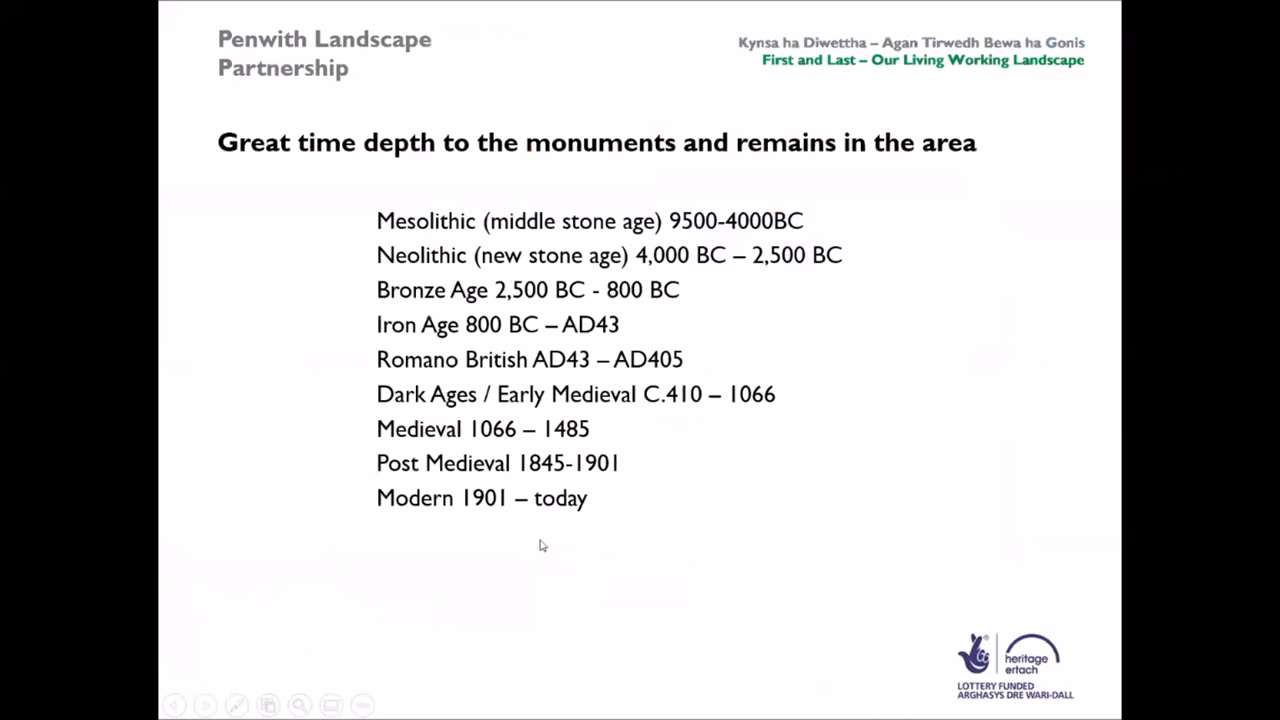 Penwith Landscape
Partnership
Kynsa ha Diwettha – Agan Tirwedh Bewa ha Gonis
First and Last – Our Living Working Landscape
Great time depth to the monuments and remains in the area
Mesolithic (middle stone age) 9500-4000BC
Neolithic (new stone age) 4,000 BC – 2,500 BC
Bronze Age 2,500 BC - 800 BC
Iron Age 800 BC – AD43
Romano British AD43 – AD405
Dark Ages / Early Medieval C.410 – 1066
Medieval 1066 – 1485
Post Medieval 1845-1901
Modern 1901 – today
heritage
ertach
LOTTERY FUNDED
ARGHASYS DRE WARI-DALL